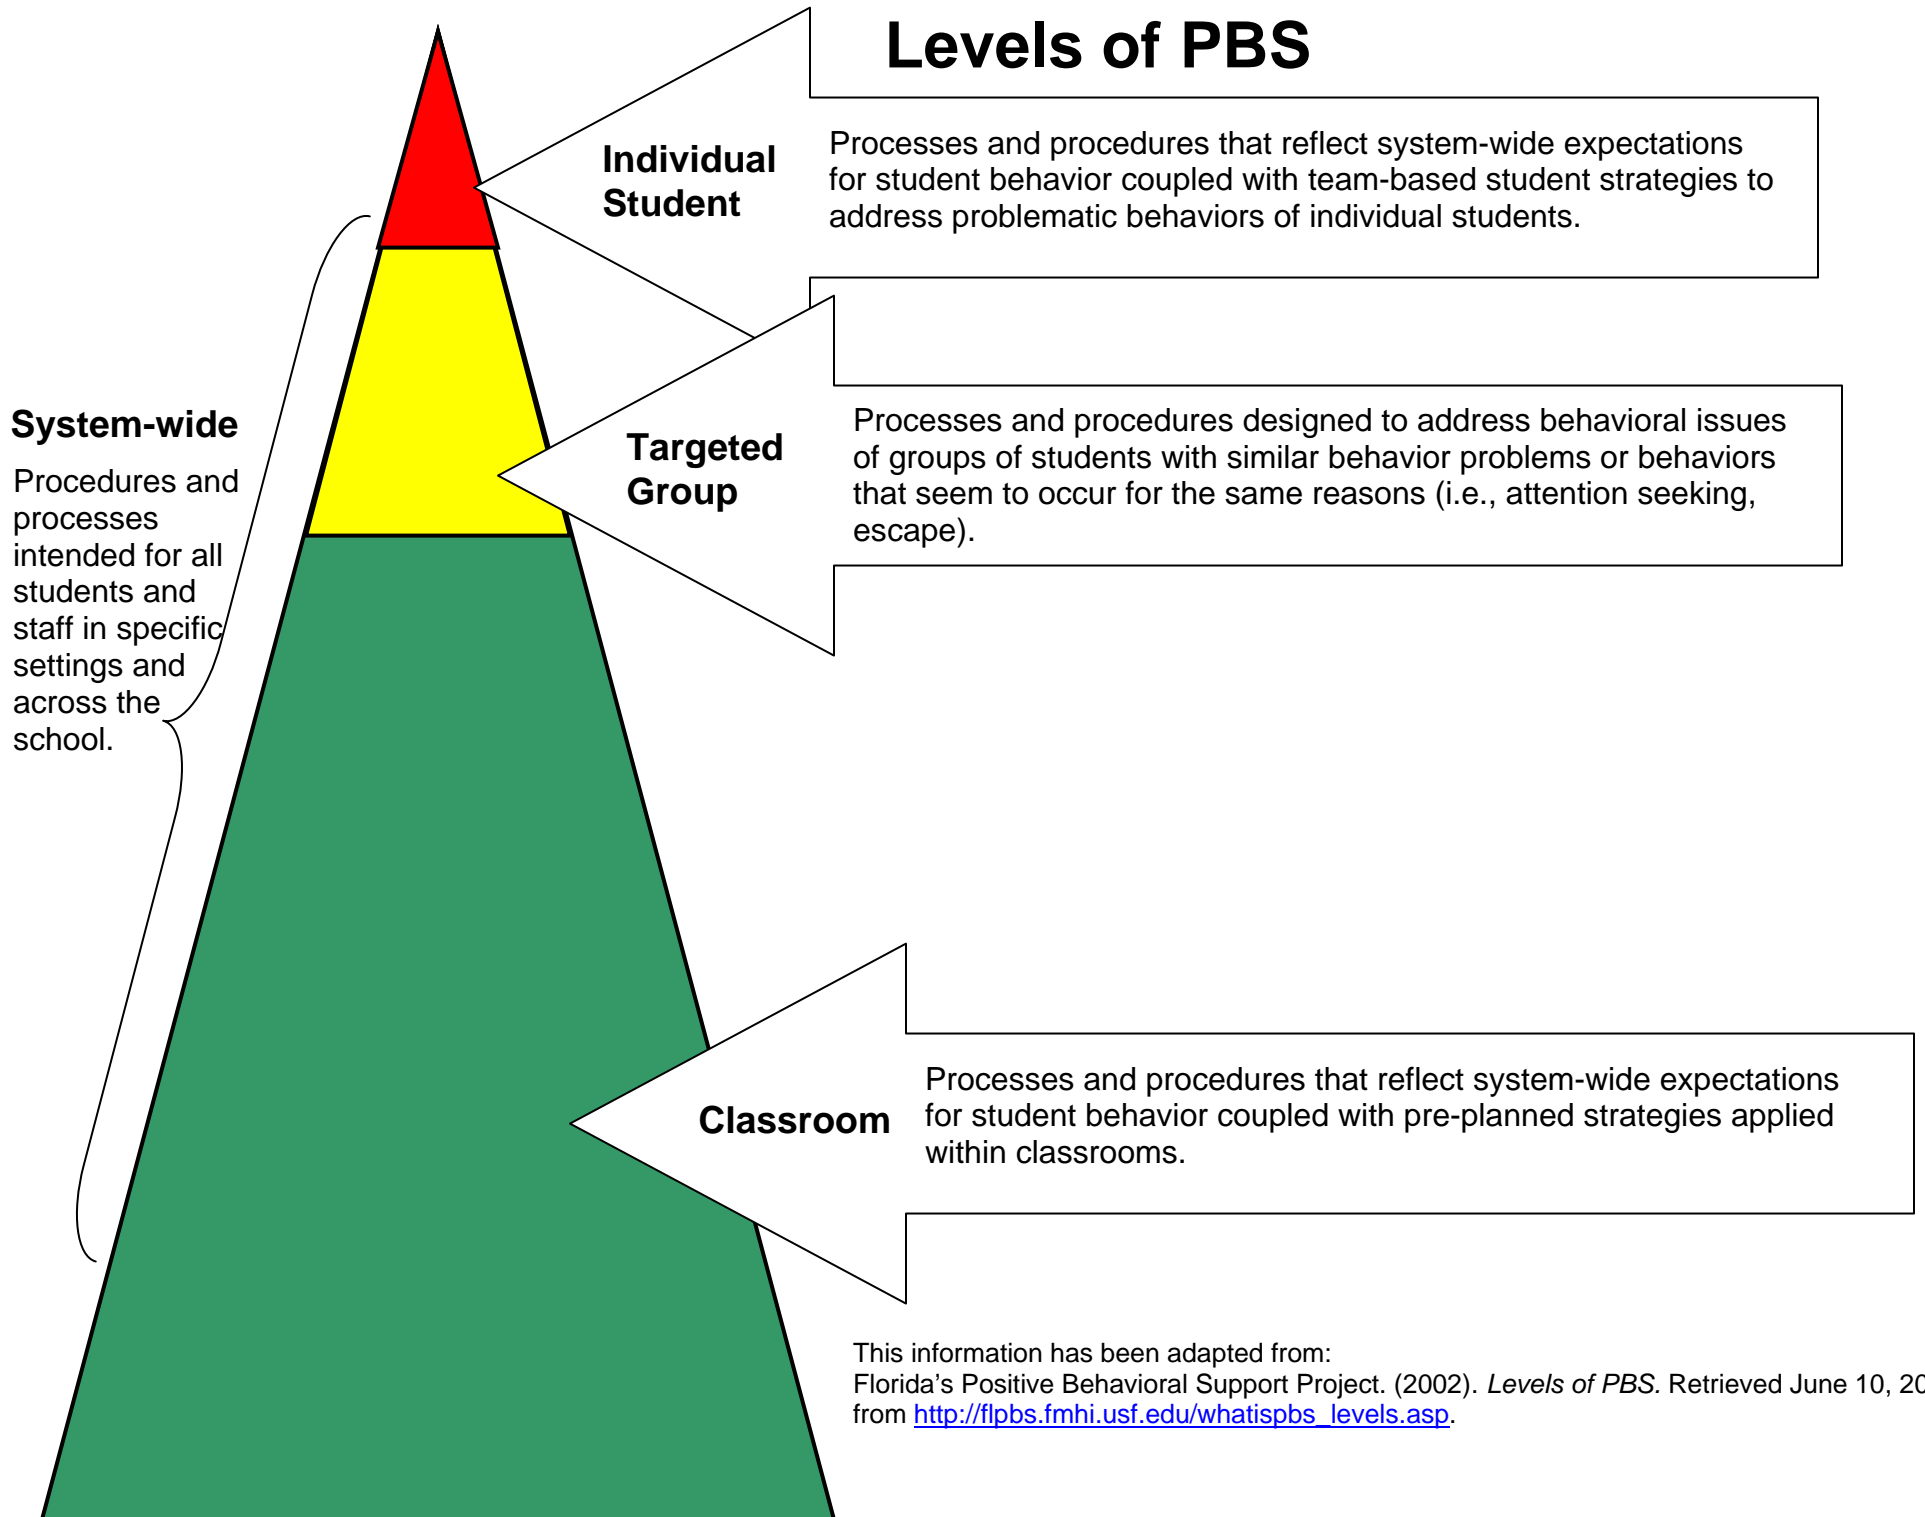 Levels of PBS
Individual
Student
Processes and procedures that reflect system-wide expectations
for student behavior coupled with team-based student strategies to
address problematic behaviors of individual students.
System-wide
Procedures and
processes
intended for all
students and
staff in specific
settings and
across the
school.
Targeted
Group
Processes and procedures designed to address behavioral issues
of groups of students with similar behavior problems or behaviors
that seem to occur for the same reasons (i.e., attention seeking,
escape).
Classroom
Processes and procedures that reflect system-wide expectations
for student behavior coupled with pre-planned strategies applied
within classrooms.
This information has been adapted from:
Florida's Positive Behavioral Support Project. (2002). Levels of PBS. Retrieved June 10, 20
from http://flpbs.fmhi.usf.edu/whatispbs_levels.asp.